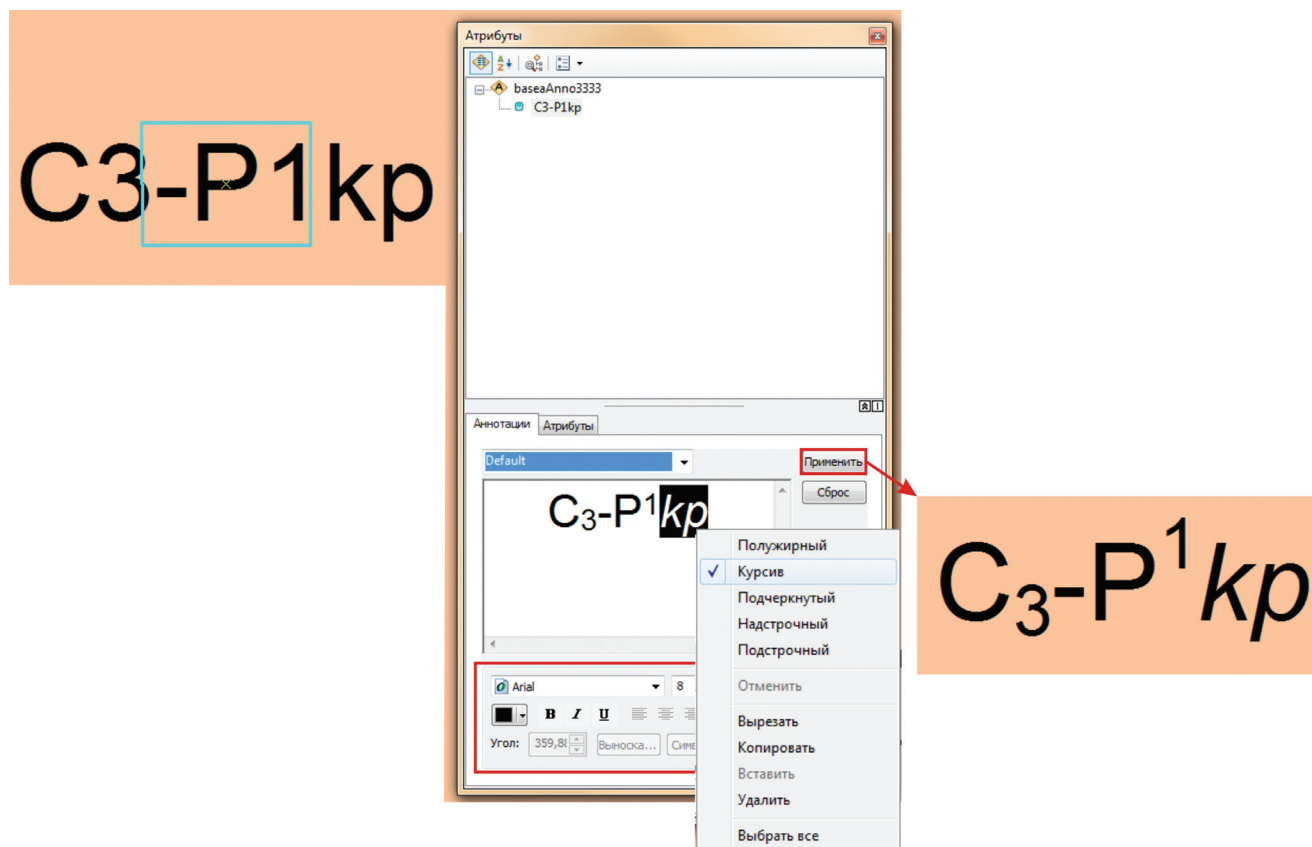 C3-P1kp
Атрибуты
baseaAnno3333
C3-P1kp
Аннотации Атрибуты
Default
Применить
Сброс
C₃-P¹kp
Полужирный
Курсив
Подчеркнутый
Надстрочный
Подстрочный
Отменить
Вырезать
Копировать
Вставить
Удалить
Выбрать все
Arial 8
B I U
Угол: 359,8 Выноска...
C₃-P¹kp